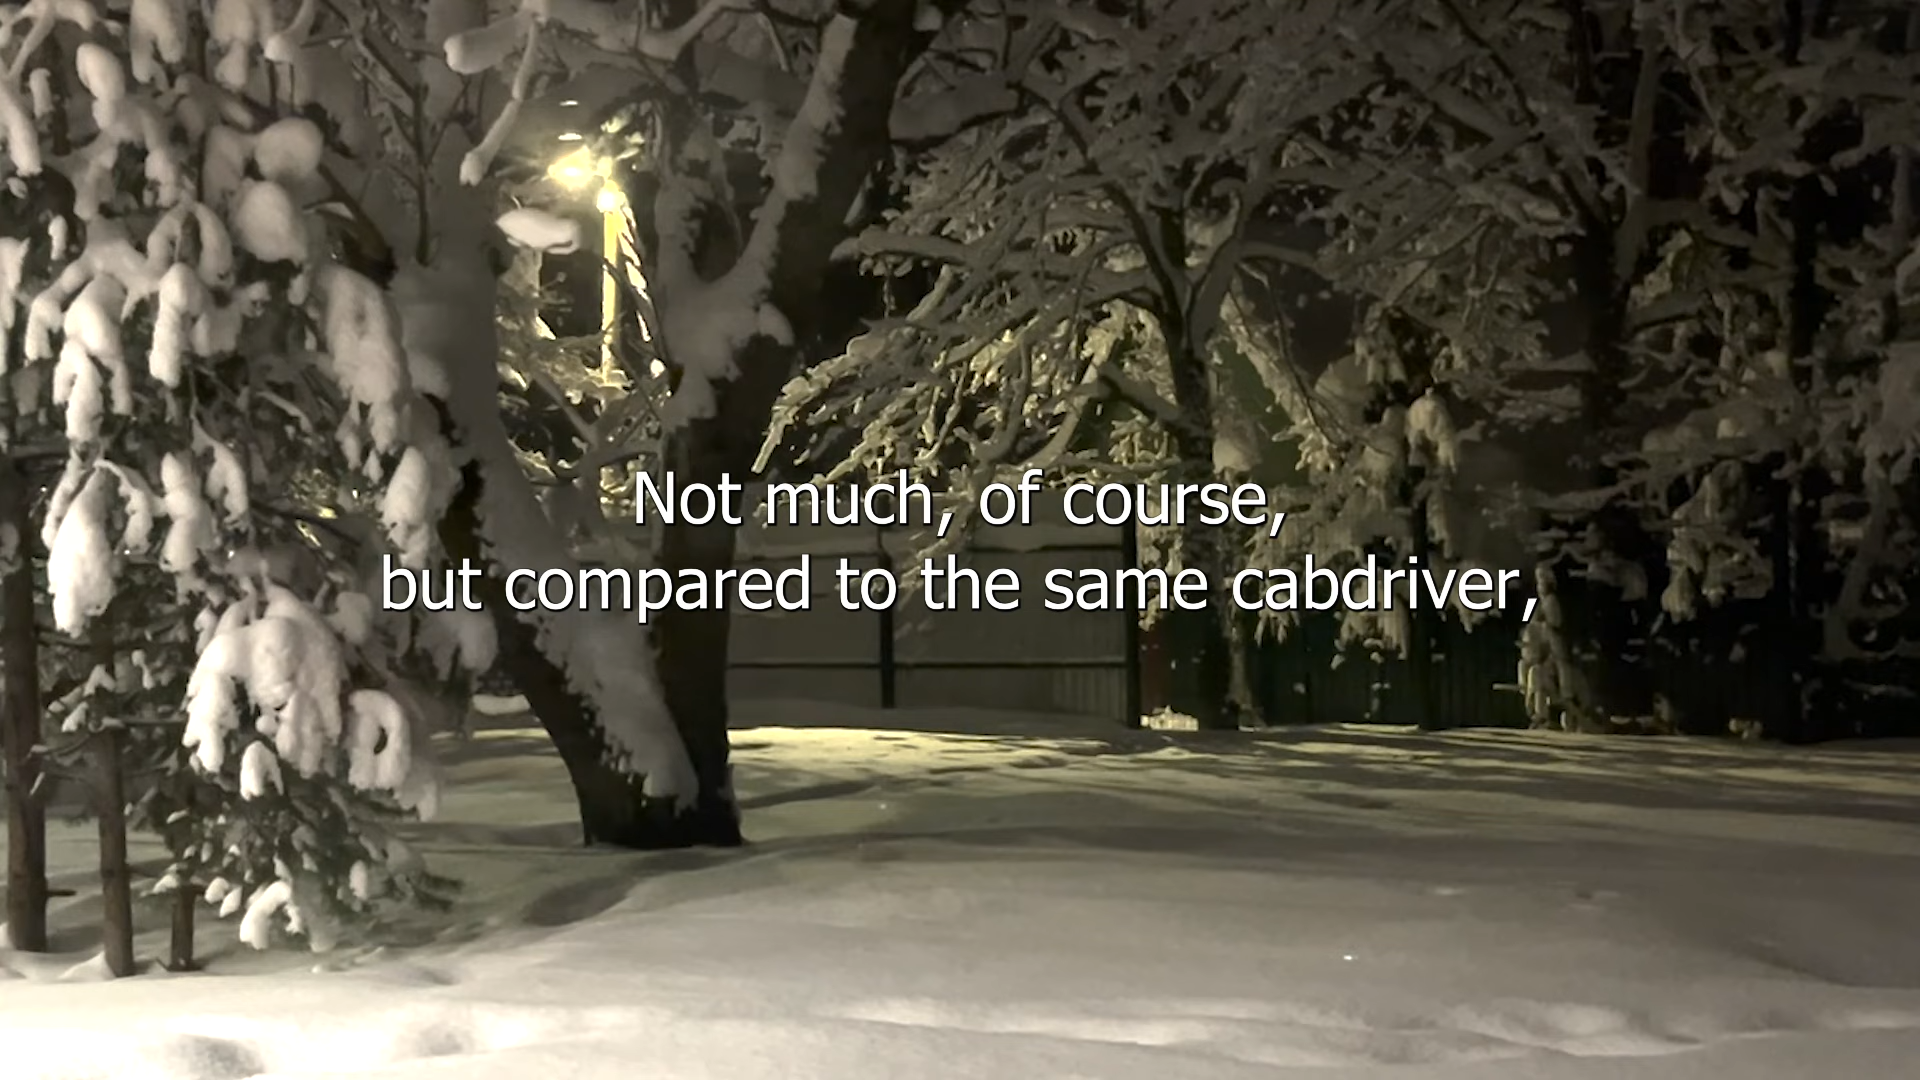 Not much, of course,
but compared to the same cabdriver,